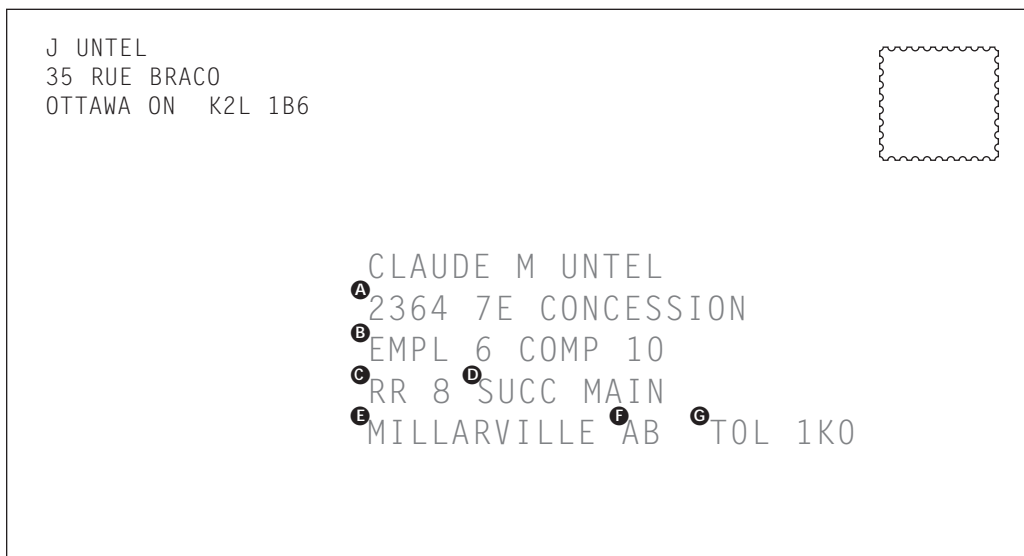 J UNTEL
35 RUE BRACO
OTTAWA ON K2L 1B6
CLAUDE M UNTEL
A 2364 7E CONCESSION
B EMPL 6 COMP 10
C RR 8 D SUCC MAIN
E MILLARVILLE F AB G T0L 1K0